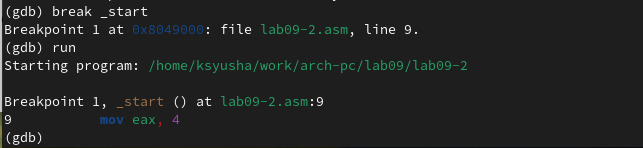 (gdb) break _start
Breakpoint 1 at 0x8049000: file lab09-2.asm, line 9.
(gdb) run
Starting program: /home/ksyusha/work/arch-pc/lab09/lab09-2

Breakpoint 1, _start () at lab09-2.asm:9
9           mov eax, 4
(gdb)